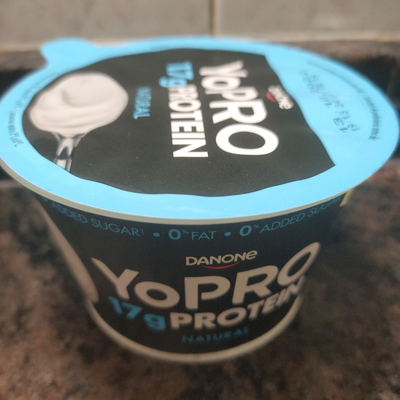 DANONE
YoPRO
17g PROTEIN
NATURAL
ADDED SUGAR • 0% FAT • 0% ADDED SUGAR
DANONE
YoPRO
17g PROTEIN
NATURAL